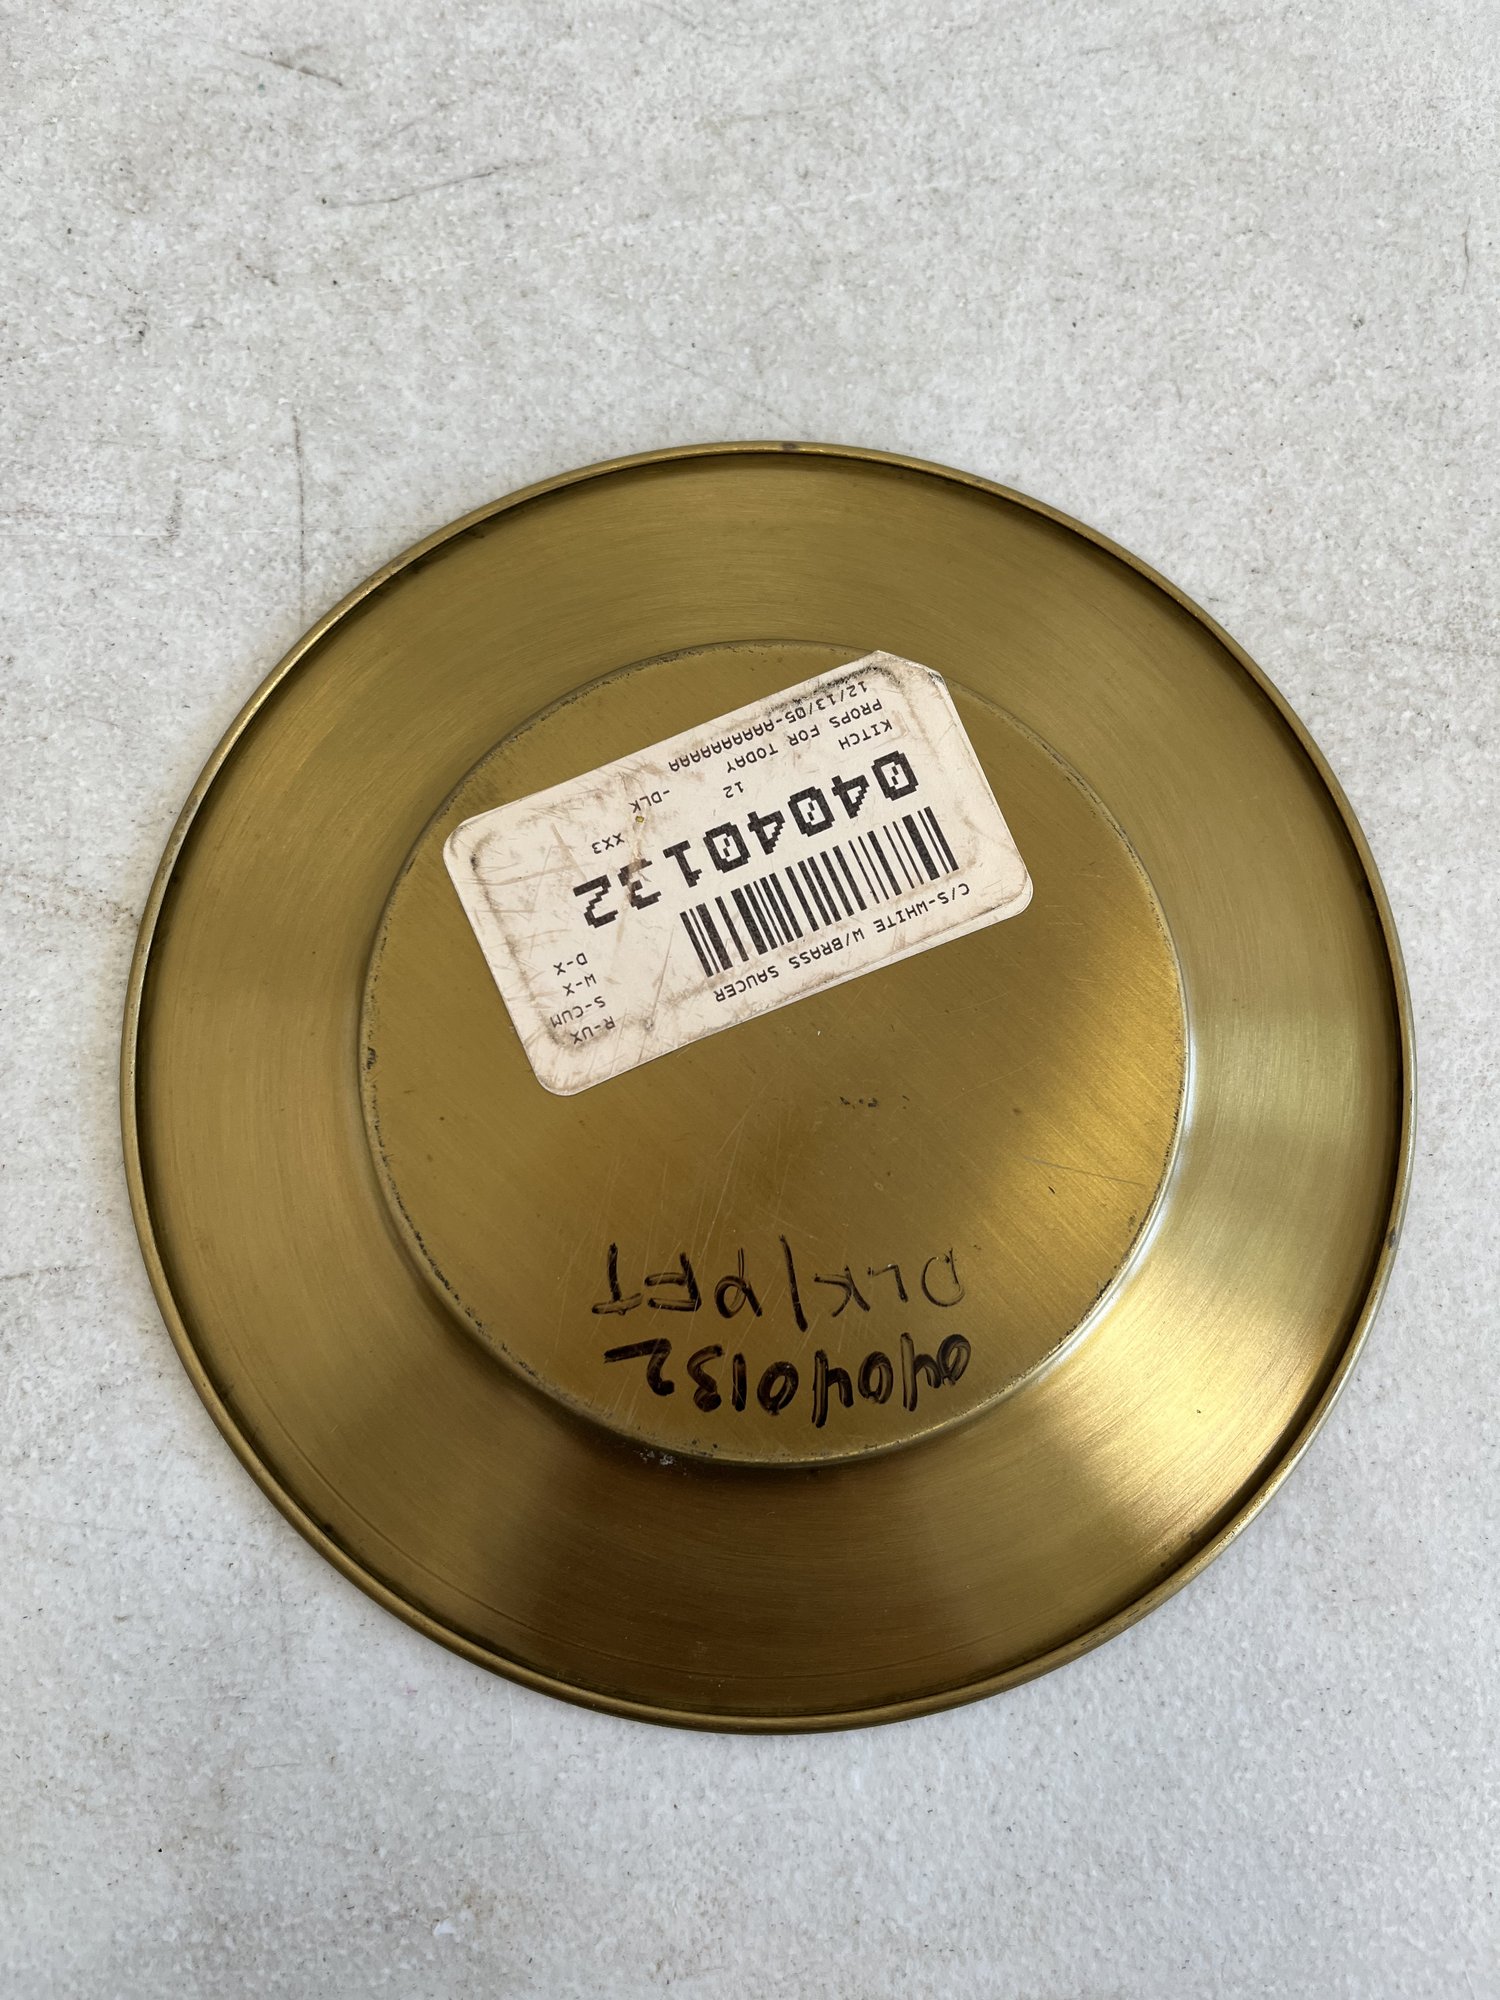 04040132
DLK/RET
C/S-WHITE W/BRASS SAUCER
R-UX
S-CUM
W-X
D-X
04040132
KITCH 12 XX3
PROPS FOR TODAY -DLK
12/13/05-AAAAAAAAA